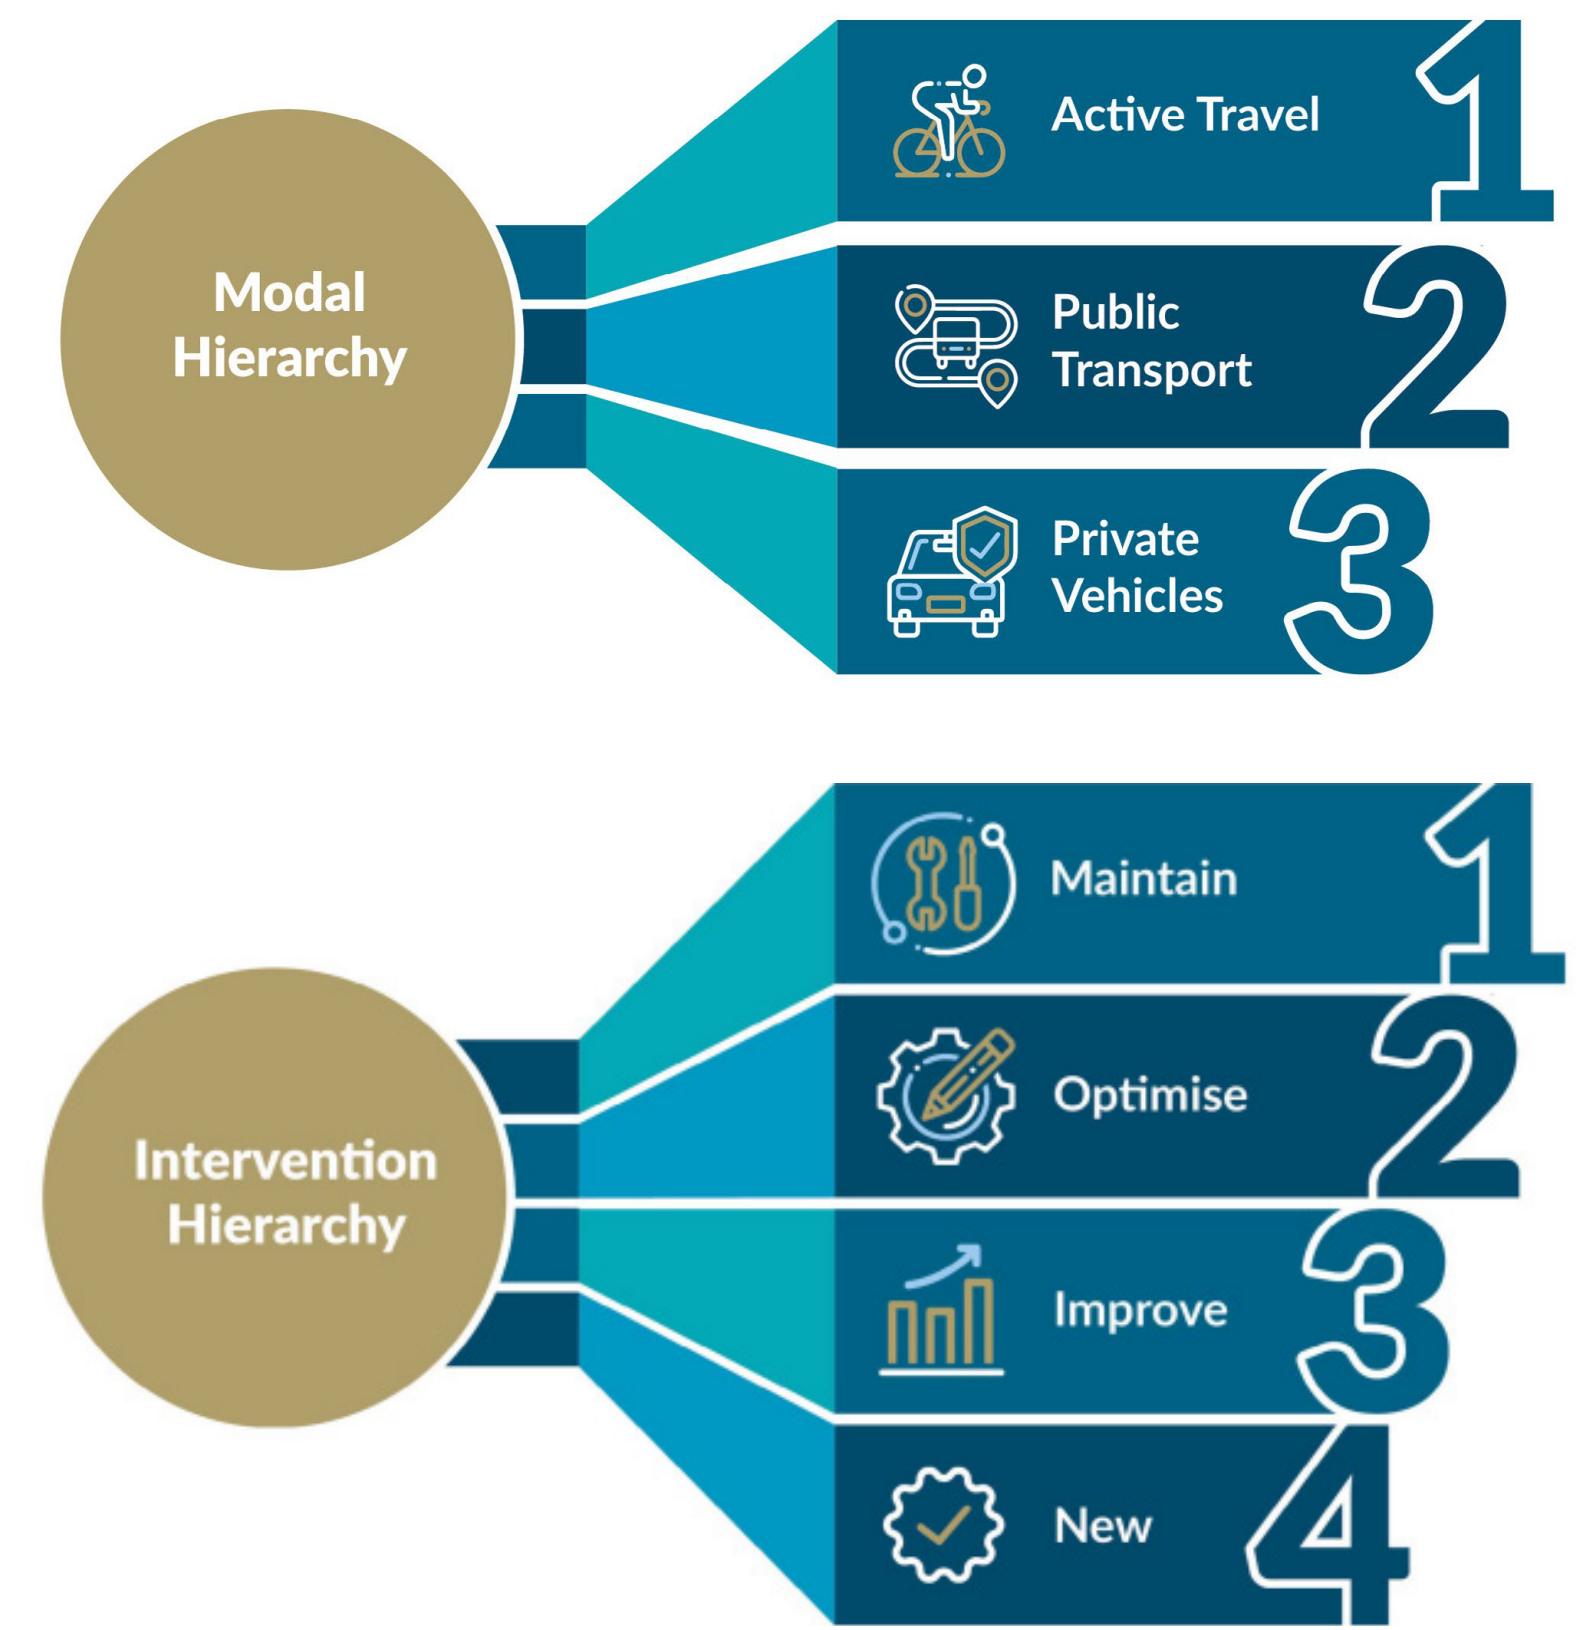 Modal
Hierarchy
Active Travel
1
Public
Transport
2
Private
Vehicles
3
Intervention
Hierarchy
Maintain
1
Optimise
2
Improve
3
New
4